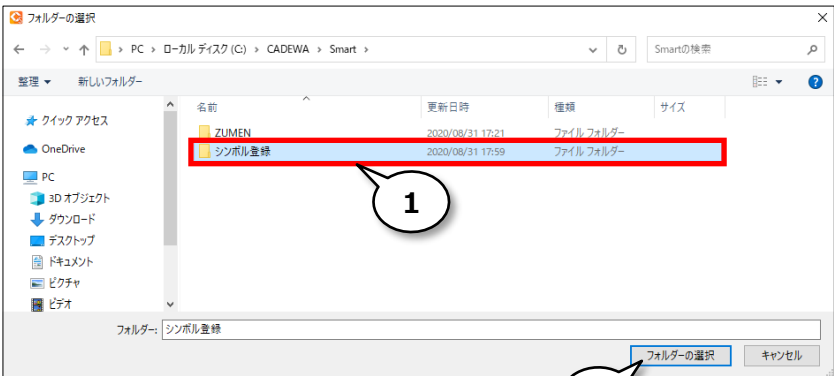 フォルダーの選択
PC > ローカル ディスク (C:) > CADEWA > Smart >
Smartの検索
整理
新しいフォルダー
名前
更新日時
種類
サイズ
クイック アクセス
OneDrive
PC
3D オブジェクト
ダウンロード
デスクトップ
ドキュメント
ピクチャ
ビデオ
ZUMEN 2020/08/31 17:21 ファイル フォルダー
シンボル登録 2020/08/31 17:59 ファイル フォルダー
1
フォルダー: シンボル登録
フォルダーの選択
キャンセル